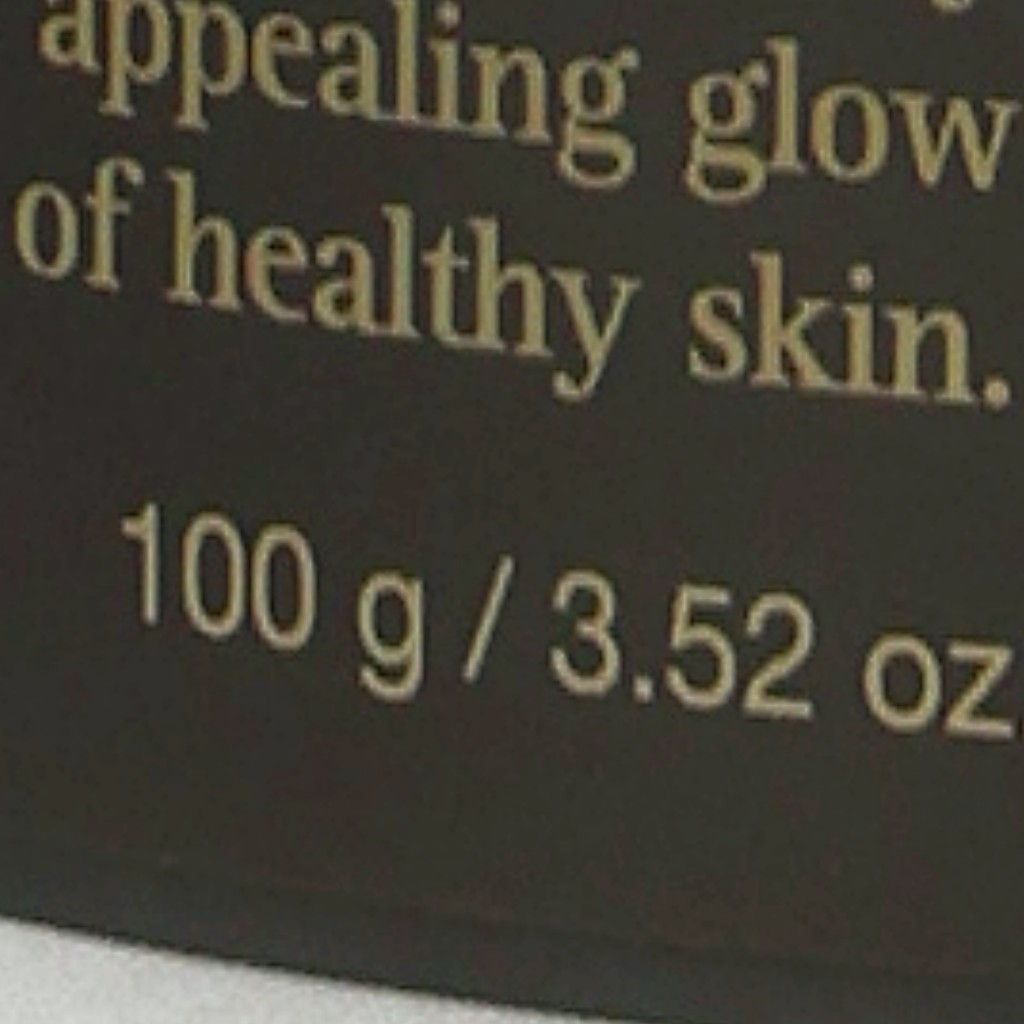 appealing glow
of healthy skin.
100 g / 3.52 oz